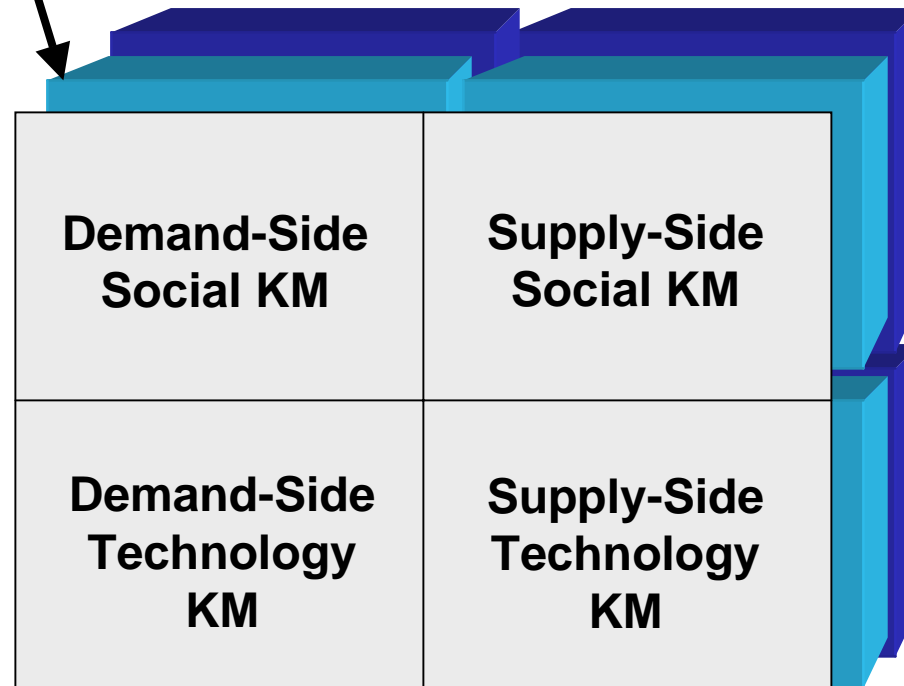 Demand-Side
Social KM
Supply-Side
Social KM
Demand-Side
Technology
KM
Supply-Side
Technology
KM